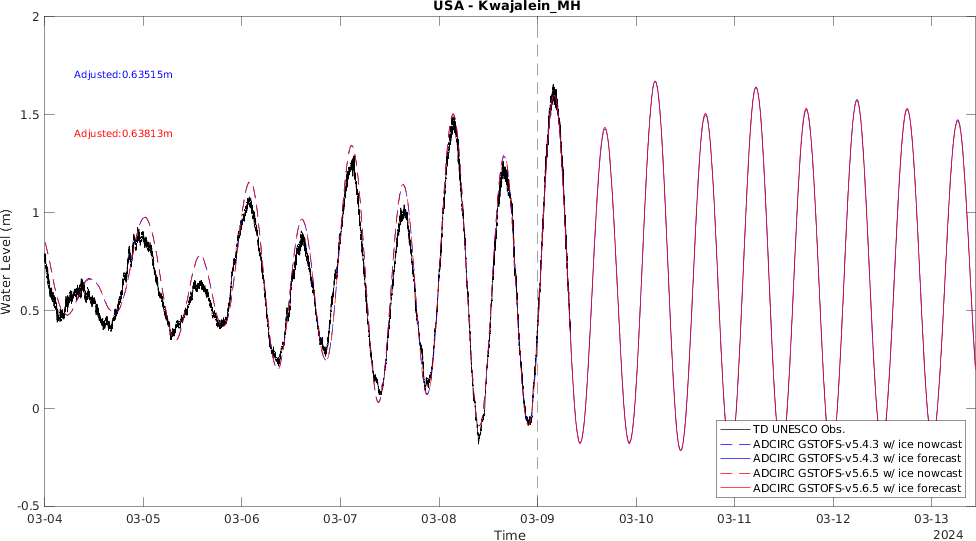 USA - Kwajalein_MH
Adjusted:0.63515m
Adjusted:0.63813m
Water Level (m)
2
1.5
1
0.5
0
-0.5
TD UNESCO Obs.
ADCIRC GSTOFS-v5.4.3 w/ ice nowcast
ADCIRC GSTOFS-v5.4.3 w/ ice forecast
ADCIRC GSTOFS-v5.6.5 w/ ice nowcast
ADCIRC GSTOFS-v5.6.5 w/ ice forecast
03-04 03-05 03-06 03-07 03-08 03-09 03-10 03-11 03-12 03-13
Time
2024